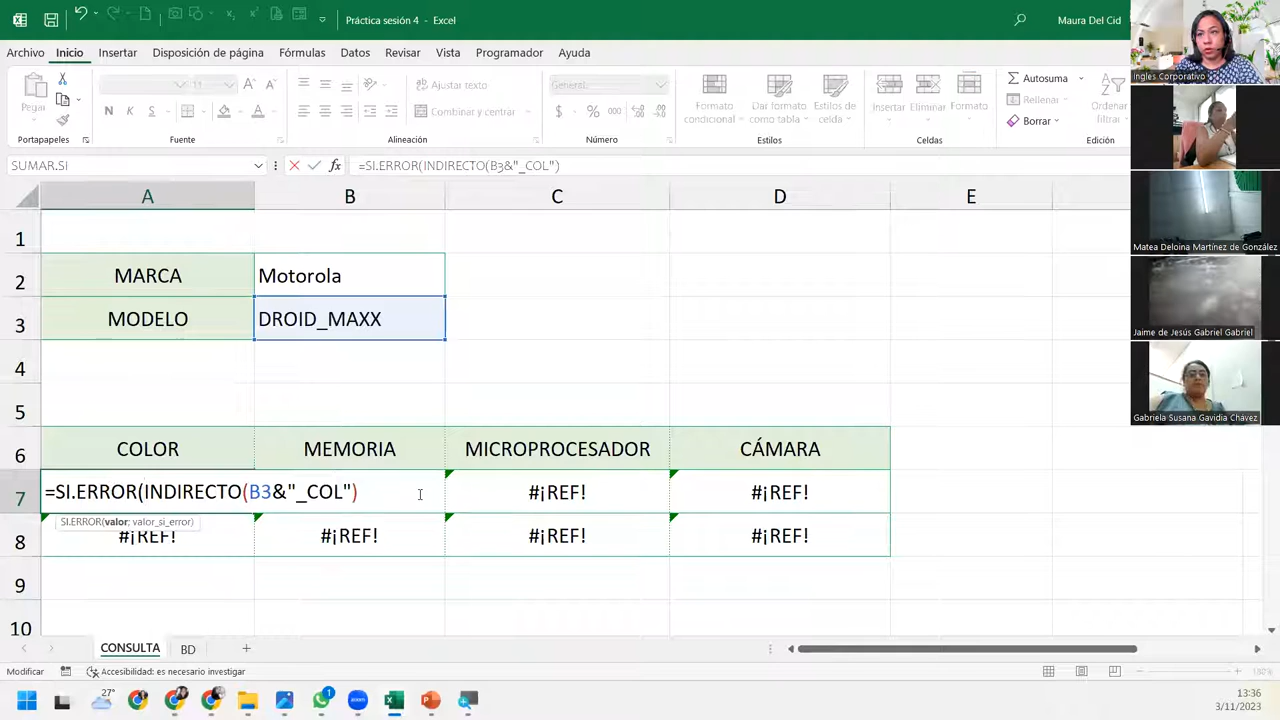 Práctica sesión 4 - Excel
Maura Del Cid
Archivo Inicio Insertar Disposición de página Fórmulas Datos Revisar Vista Programador Ayuda
Pegar
N K S
Ajustar
Combinar y centrar
General
$ % 000
Formato condicional
Dar formato como tabla
Estilos de celda
Insertar Eliminar Formato
Autosuma
Rellenar
Borrar
Ordenar filtrar
Portapapeles Fuente Alineación Número Estilos Celdas Edición
SUMAR.SI fx =SI.ERROR(INDIRECTO(B3&"_COL")
A B C D E
1
2 MARCA Motorola
3 MODELO DROID_MAXX
4
5
6 COLOR MEMORIA MICROPROCESADOR CÁMARA
7 =SI.ERROR(INDIRECTO(B3&"_COL") #¡REF! #¡REF!
SI.ERROR(valor; valor_si_error)
8 #¡REF! #¡REF! #¡REF! #¡REF!
9
10
CONSULTA BD
Modificar Accesibilidad: es necesario investigar
27°
1
zoom
13:36
3/11/2023
Ingles Corporativo
Matea Deloina Martínez de González
Jaime de Jesús Gabriel Gabriel
Gabriela Susana Gavidia Chávez